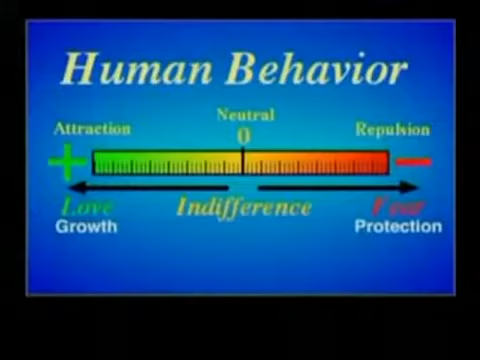 Human Behavior
Neutral
Attraction 0 Repulsion
+ −
Love Indifference Fear
Growth Protection